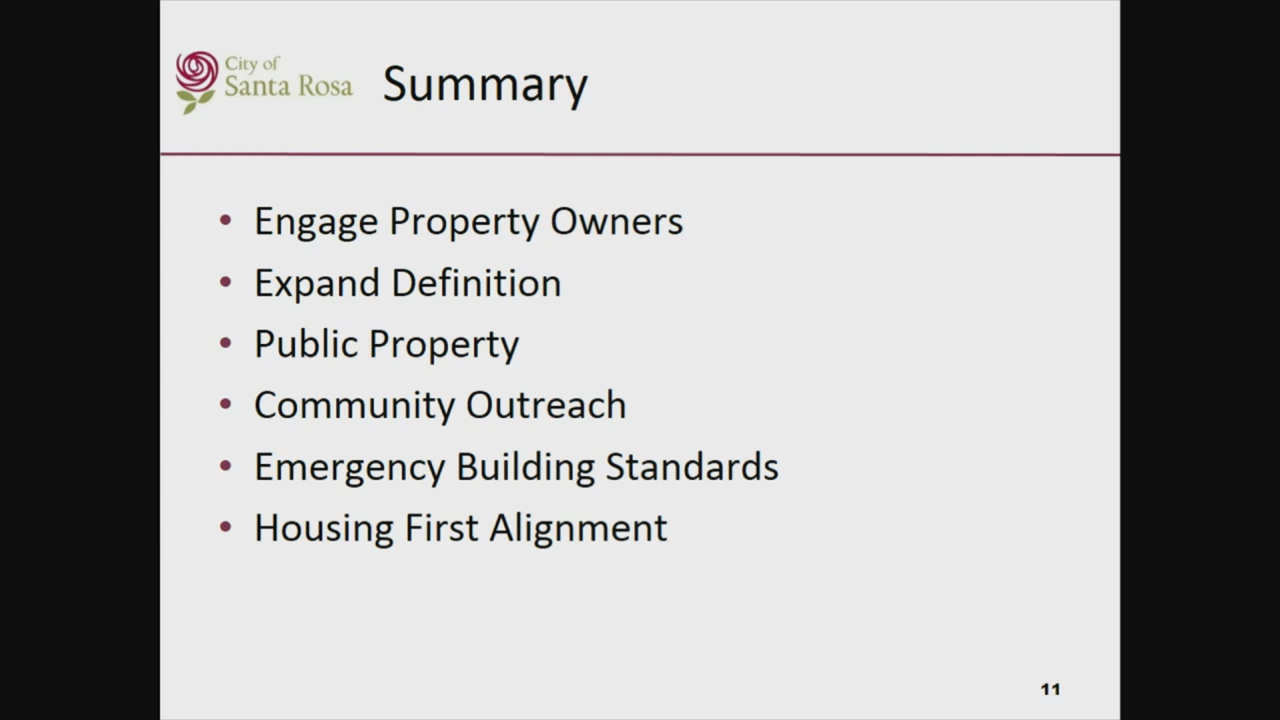 City of
Santa Rosa
Summary
• Engage Property Owners
• Expand Definition
• Public Property
• Community Outreach
• Emergency Building Standards
• Housing First Alignment
11